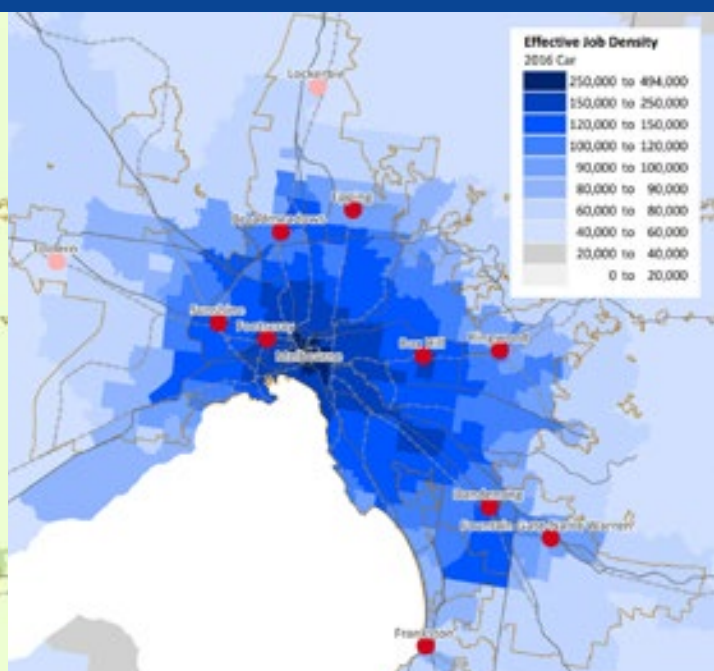 Effective Job Density
2016 Car
250,000 to 494,000
150,000 to 250,000
120,000 to 150,000
100,000 to 120,000
90,000 to 100,000
80,000 to 90,000
60,000 to 80,000
40,000 to 60,000
20,000 to 40,000
0 to 20,000
Lockerbie
Epping
Broadmeadows
Toolern
Sunshine
Footscray
Melbourne
Box Hill
Ringwood
Dandenong
Fountain Gate-Narre Warren
Frankston